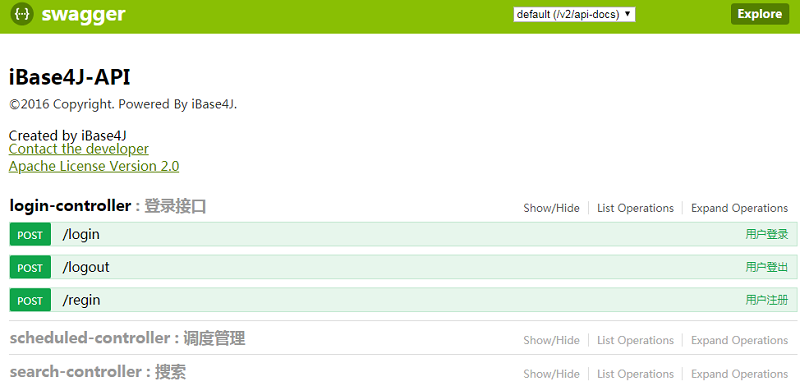 {···} swagger default (/v2/api-docs) ▼ Explore
iBase4J-API
©2016 Copyright. Powered By iBase4J.
Created by iBase4J
Contact the developer
Apache License Version 2.0
login-controller : 登录接口 Show/Hide List Operations Expand Operations
POST /login 用户登录
POST /logout 用户登出
POST /regin 用户注册
scheduled-controller : 调度管理 Show/Hide List Operations Expand Operations
search-controller : 搜索 Show/Hide List Operations Expand Operations